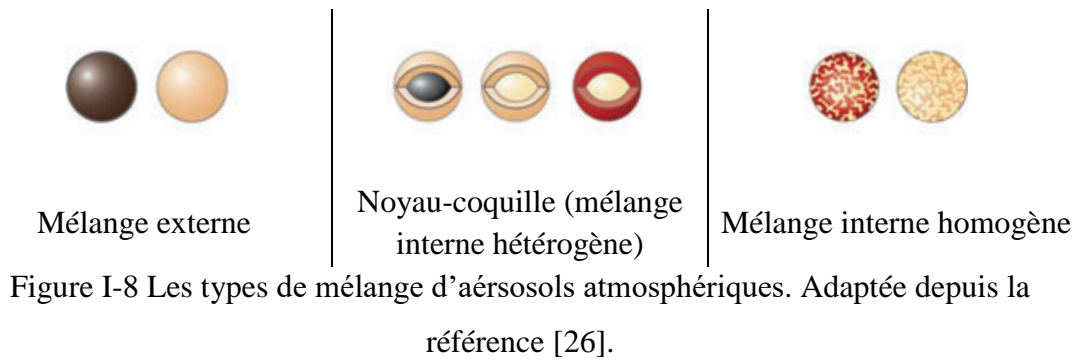 Mélange externe
Noyau-coquille (mélange
interne hétérogène)
Mélange interne homogène
Figure I-8 Les types de mélange d’aérsosols atmosphériques. Adaptée depuis la
référence [26].